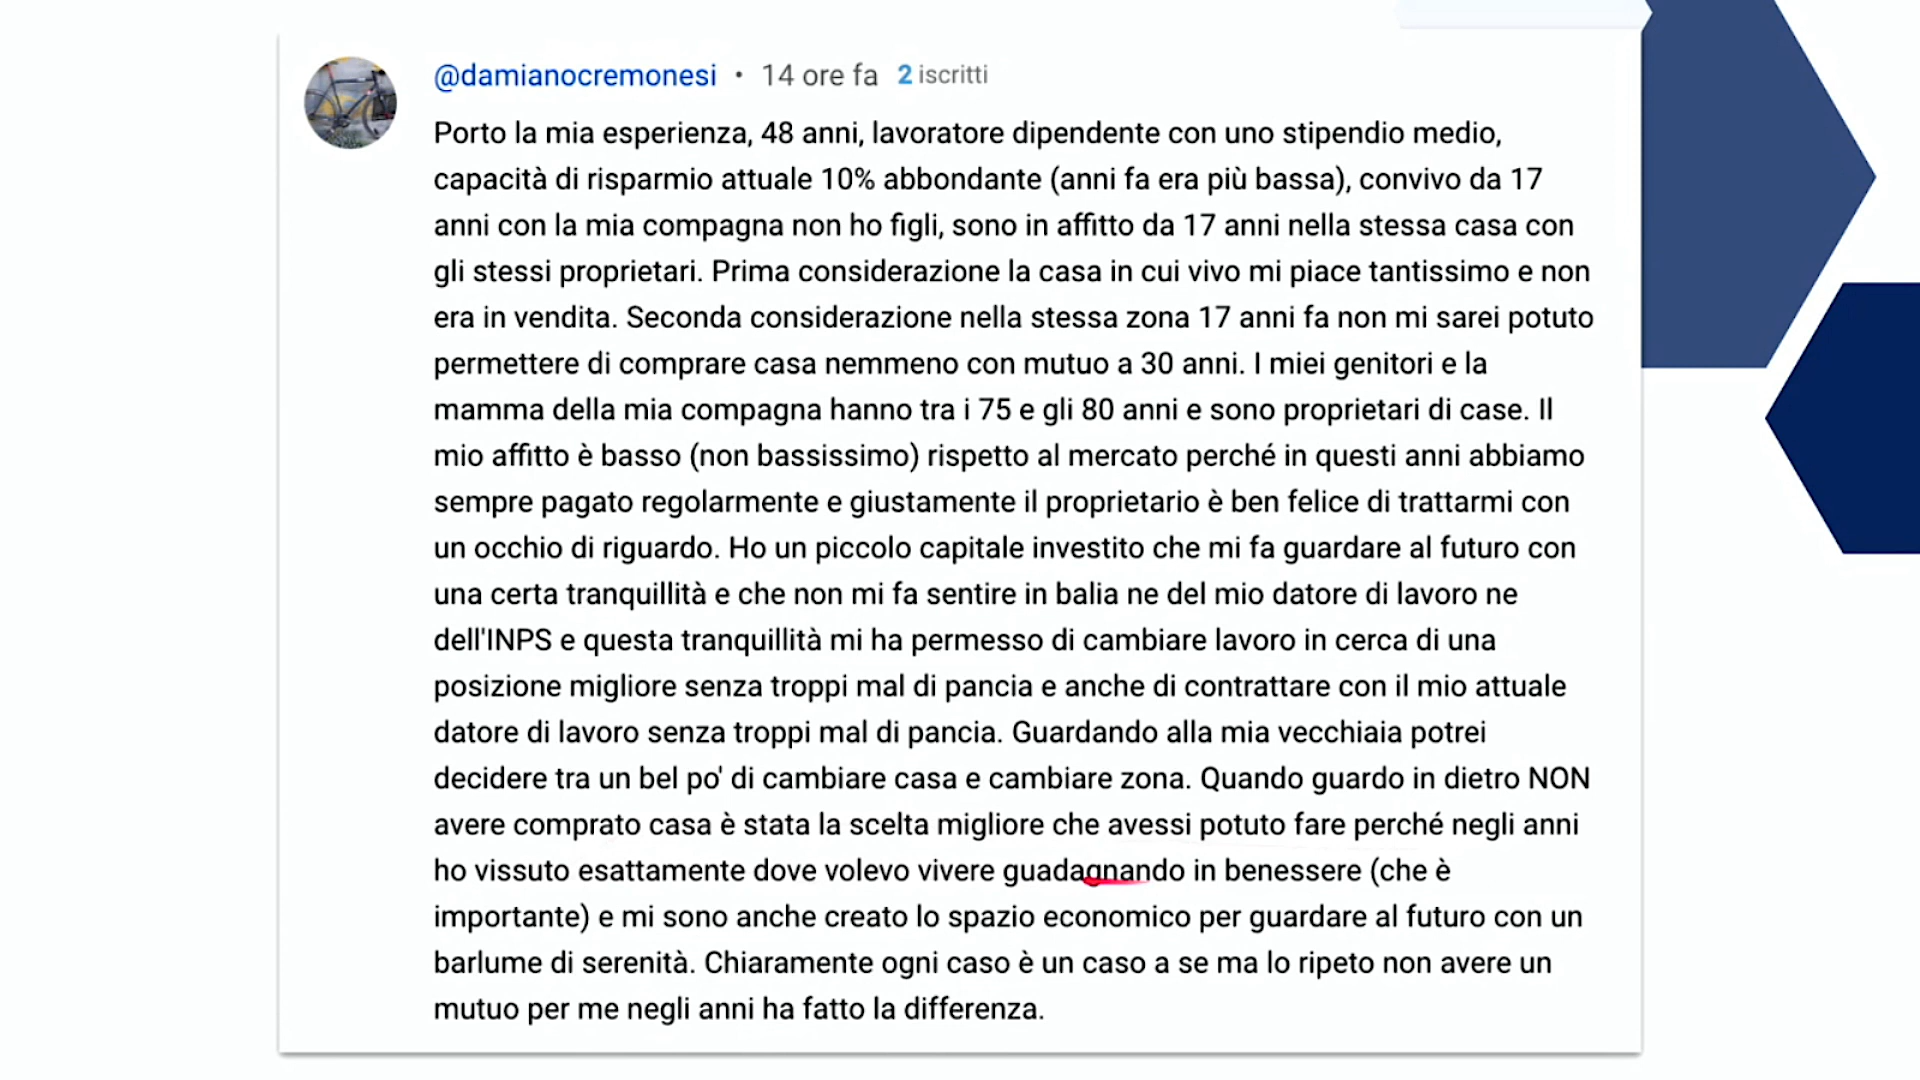 @damianocremonesi • 14 ore fa 2 iscritti
Porto la mia esperienza, 48 anni, lavoratore dipendente con uno stipendio medio,
capacità di risparmio attuale 10% abbondante (anni fa era più bassa), convivo da 17
anni con la mia compagna non ho figli, sono in affitto da 17 anni nella stessa casa con
gli stessi proprietari. Prima considerazione la casa in cui vivo mi piace tantissimo e non
era in vendita. Seconda considerazione nella stessa zona 17 anni fa non mi sarei potuto
permettere di comprare casa nemmeno con mutuo a 30 anni. I miei genitori e la
mamma della mia compagna hanno tra i 75 e gli 80 anni e sono proprietari di case. Il
mio affitto è basso (non bassissimo) rispetto al mercato perché in questi anni abbiamo
sempre pagato regolarmente e giustamente il proprietario è ben felice di trattarmi con
un occhio di riguardo. Ho un piccolo capitale investito che mi fa guardare al futuro con
una certa tranquillità e che non mi fa sentire in balia ne del mio datore di lavoro ne
dell'INPS e questa tranquillità mi ha permesso di cambiare lavoro in cerca di una
posizione migliore senza troppi mal di pancia e anche di contrattare con il mio attuale
datore di lavoro senza troppi mal di pancia. Guardando alla mia vecchiaia potrei
decidere tra un bel po' di cambiare casa e cambiare zona. Quando guardo in dietro NON
avere comprato casa è stata la scelta migliore che avessi potuto fare perché negli anni
ho vissuto esattamente dove volevo vivere guadagnando in benessere (che è
importante) e mi sono anche creato lo spazio economico per guardare al futuro con un
barlume di serenità. Chiaramente ogni caso è un caso a se ma lo ripeto non avere un
mutuo per me negli anni ha fatto la differenza.